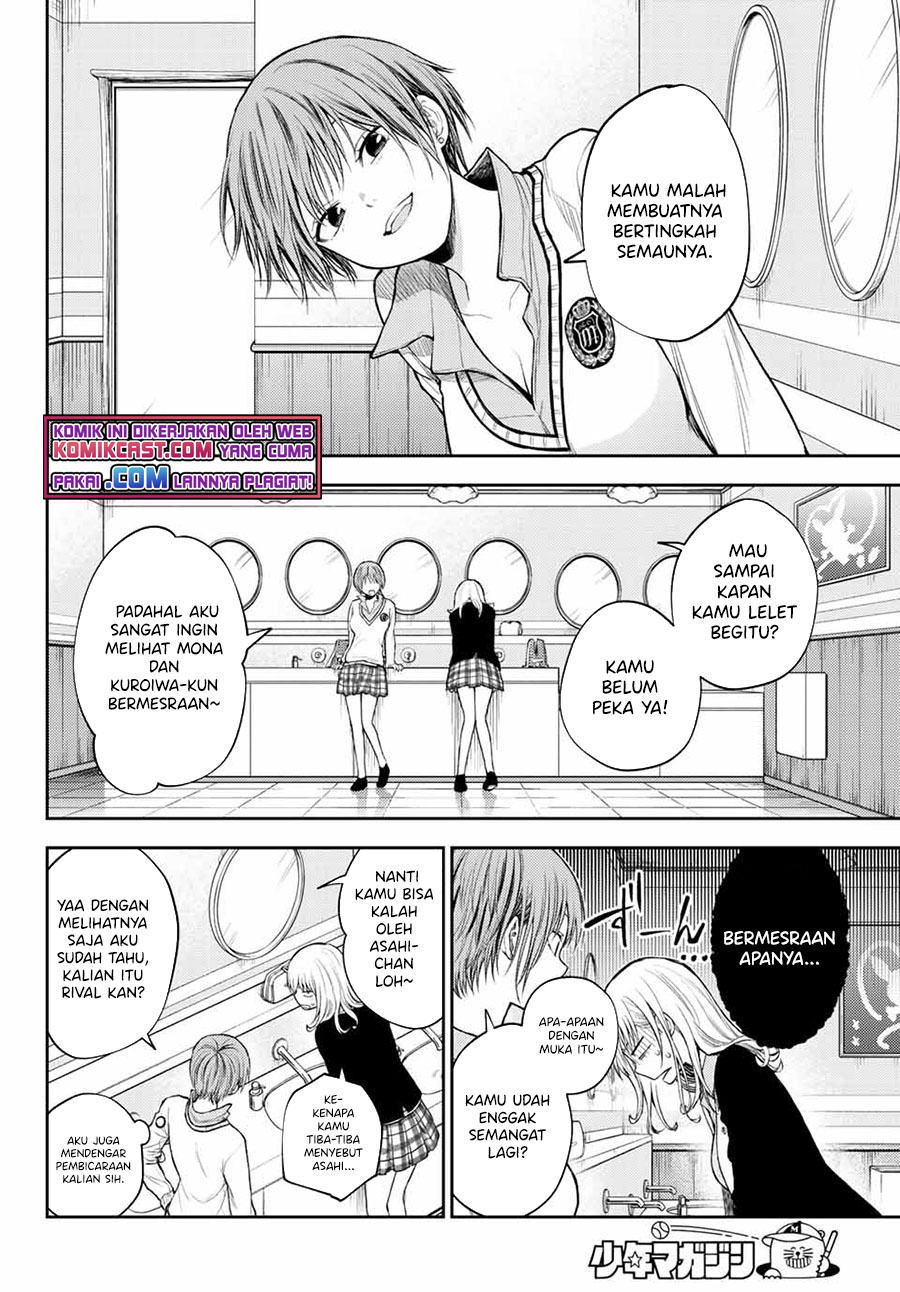 KAMU MALAH
MEMBUATNYA
BERTINGKAH
SEMAUNYA.
KOMIK INI DIKERJAKAN OLEH WEB
KOMIKCAST.COM YANG CUMA
PAKAI .COM LAINNYA PLAGIAT!
MAU
SAMPAI
KAPAN
KAMU LELET
BEGITU?
KAMU
BELUM
PEKA YA!
PADAHAL AKU
SANGAT INGIN
MELIHAT MONA
DAN
KUROIWA-KUN
BERMESRAAN~
BERMESRAAN
APANYA...
ずーん
APA-APAAN
DENGAN
MUKA ITU~
KAMU UDAH
ENGGAK
SEMANGAT
LAGI?
NANTI
KAMU BISA
KALAH
OLEH
ASAHI-
CHAN
LOH~
KE-
KENAPA
KAMU
TIBA-TIBA
MENYEBUT
ASAHI...
YAA DENGAN
MELIHATNYA
SAJA AKU
SUDAH TAHU,
KALIAN ITU
RIVAL KAN?
AKU JUGA
MENDENGAR
PEMBICARAAN
KALIAN SIH.
少年マガジン
M